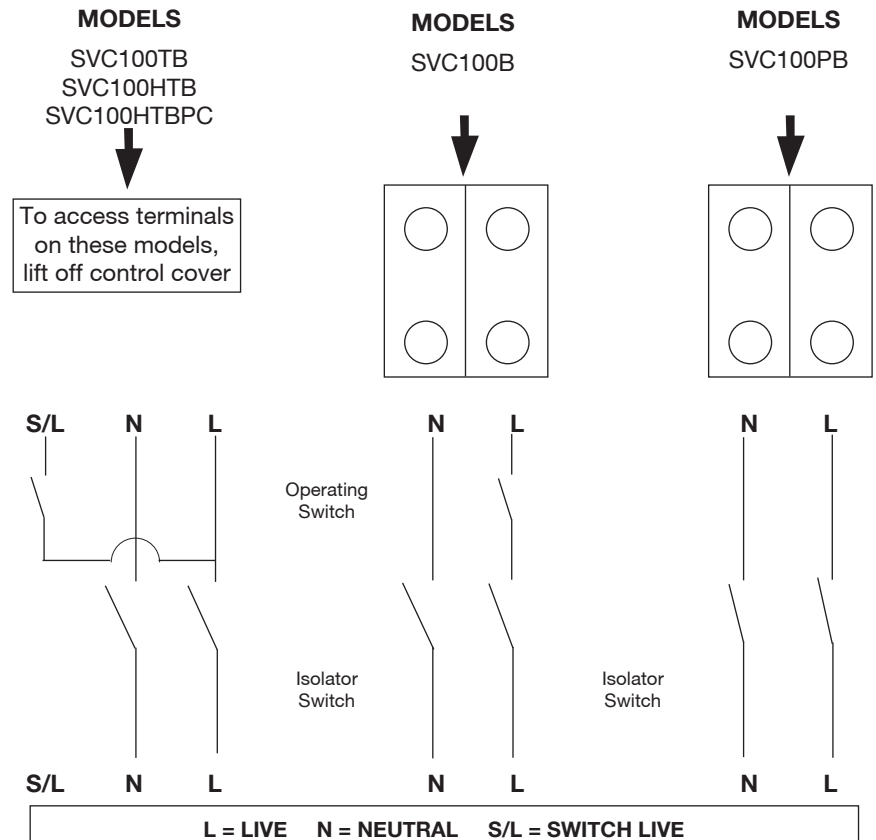 MODELS
SVC100TB
SVC100HTB
SVC100HTBPC
To access terminals
on these models,
lift off control cover
MODELS
SVC100B
MODELS
SVC100PB
S/L N L
N L
N L
Operating
Switch
Isolator
Switch
Isolator
Switch
S/L N L
N L
N L
L = LIVE N = NEUTRAL S/L = SWITCH LIVE